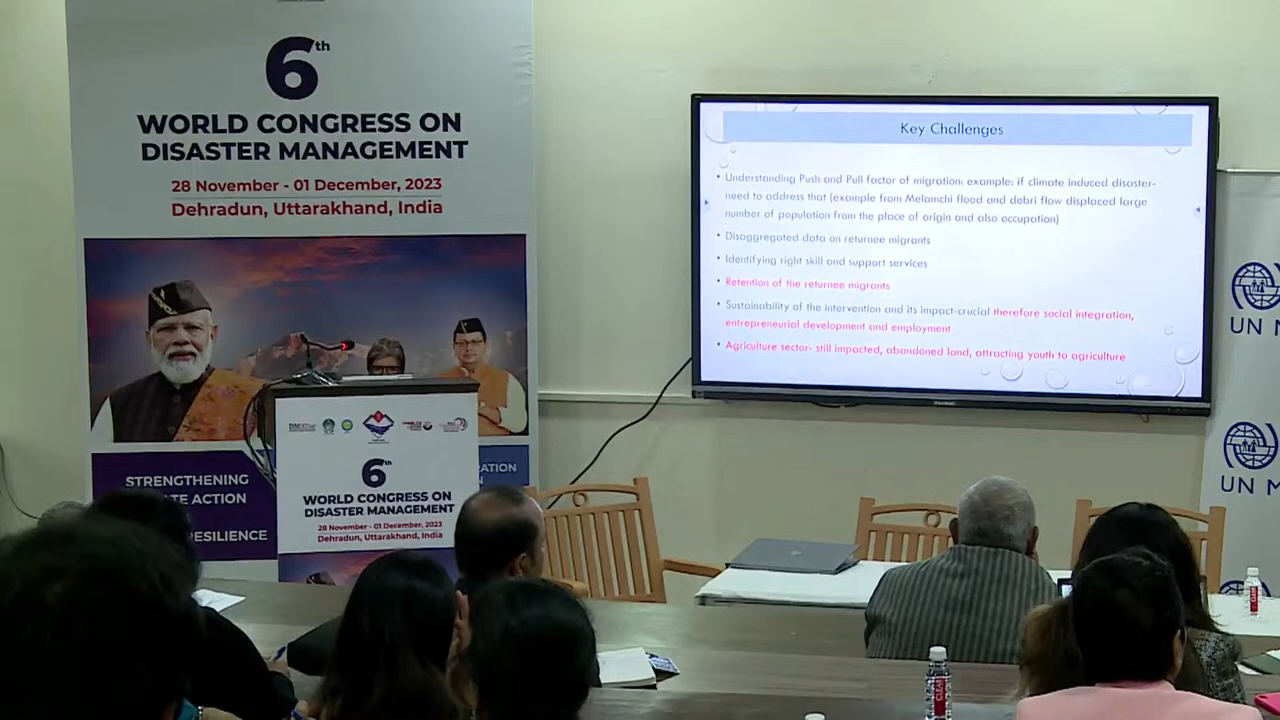 6th
WORLD CONGRESS ON
DISASTER MANAGEMENT
28 November - 01 December, 2023
Dehradun, Uttarakhand, India
STRENGTHENING
TE ACTION
RESILIENCE
RATION
6th
WORLD CONGRESS ON
DISASTER MANAGEMENT
28 November - 01 December, 2023
Dehradun, Uttarakhand, India
Key Challenges
• Understanding Push and Pull factor of migration: example: if climate induced disaster-
need to address that (example from Melamchi flood and debri flow displaced large
number of population from the place of origin and also occupation)
• Disaggregated data on returnee migrants
• Identifying right skill and support services
• Retention of the returnee migrants
• Sustainability of the intervention and its impact-crucial therefore social integration,
entrepreneurial development and employment
• Agriculture sector- still impacted, abandoned land, attracting youth to agriculture
UN M
UN M
CLEAR